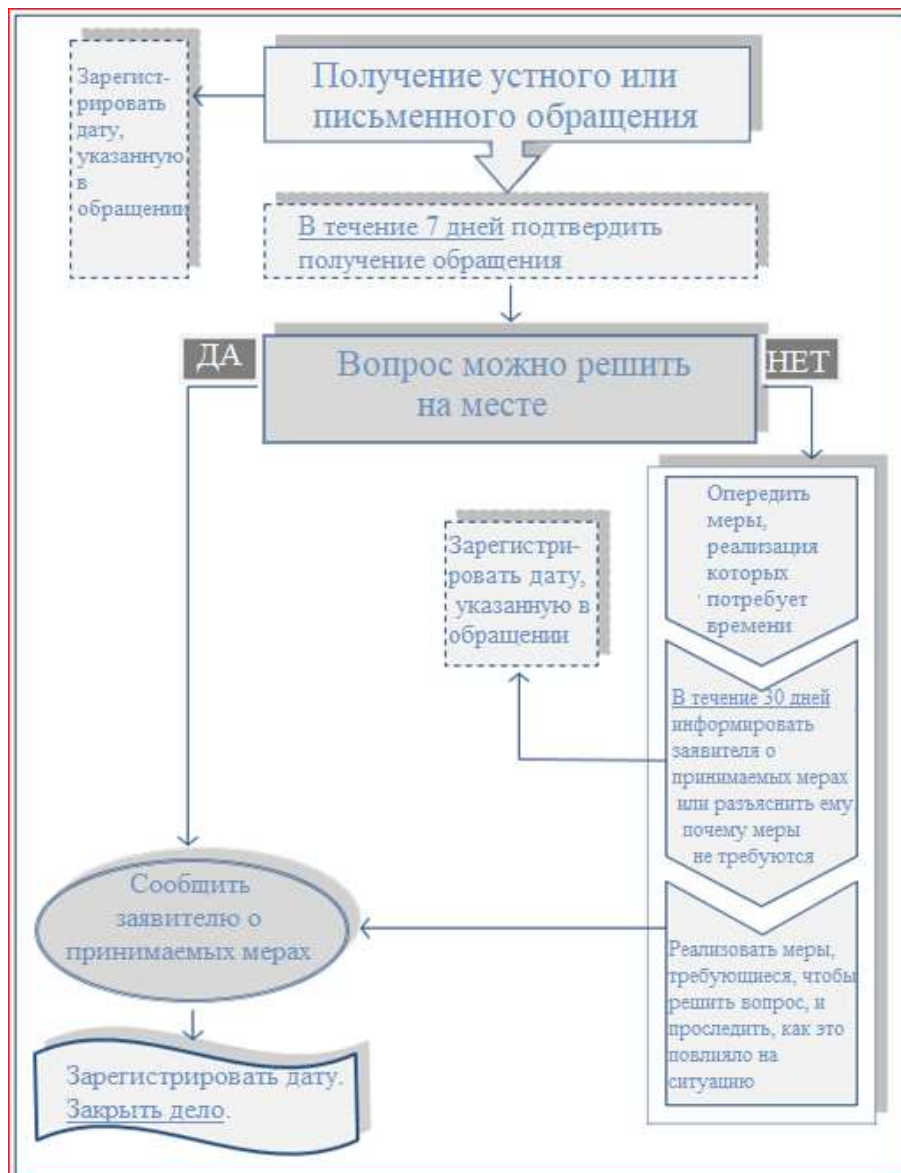 Получение устного или
письменного обращения
Зарегист-
рировать
дату,
указанную
в
обращении
В течение 7 дней подтвердить
получение обращения
ДА
Вопрос можно решить
на месте
НЕТ
Опередить
меры,
реализация
которых
потребует
времени
Зарегистри-
ровать дату,
указанную в
обращении
В течение 30 дней
информировать
заявителя о
принимаемых мерах
или разъяснить ему,
почему меры
не требуются
Реализовать меры,
требующиеся, чтобы
решить вопрос, и
проследить, как это
повлияло на
ситуацию
Сообщить
заявителю о
принимаемых мерах
Зарегистрировать дату.
Закрыть дело.